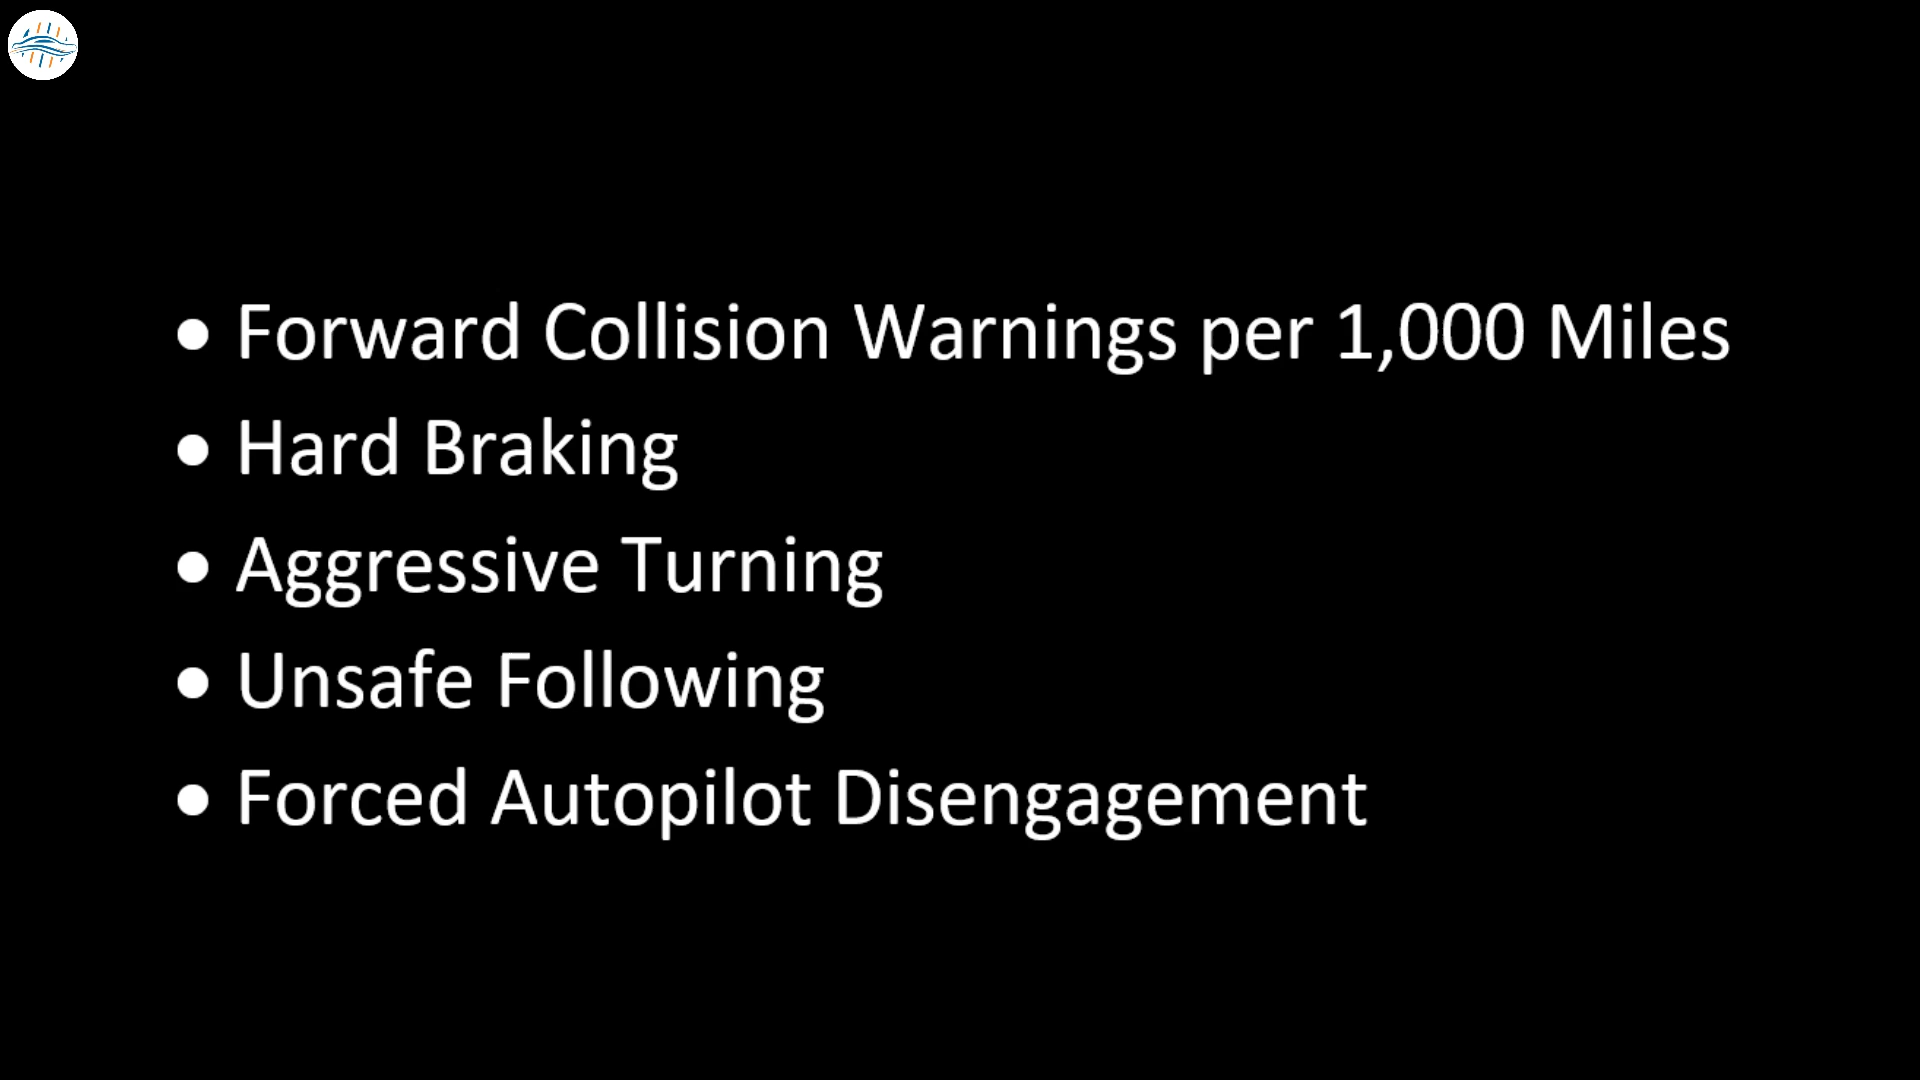 • Forward Collision Warnings per 1,000 Miles
• Hard Braking
• Aggressive Turning
• Unsafe Following
• Forced Autopilot Disengagement